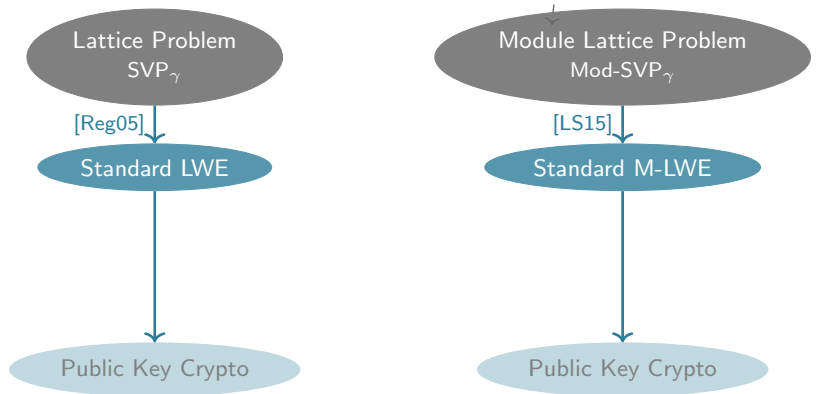 Lattice Problem
SVPγ
[Reg05]
Standard LWE
Public Key Crypto
Module Lattice Problem
Mod-SVPγ
[LS15]
Standard M-LWE
Public Key Crypto